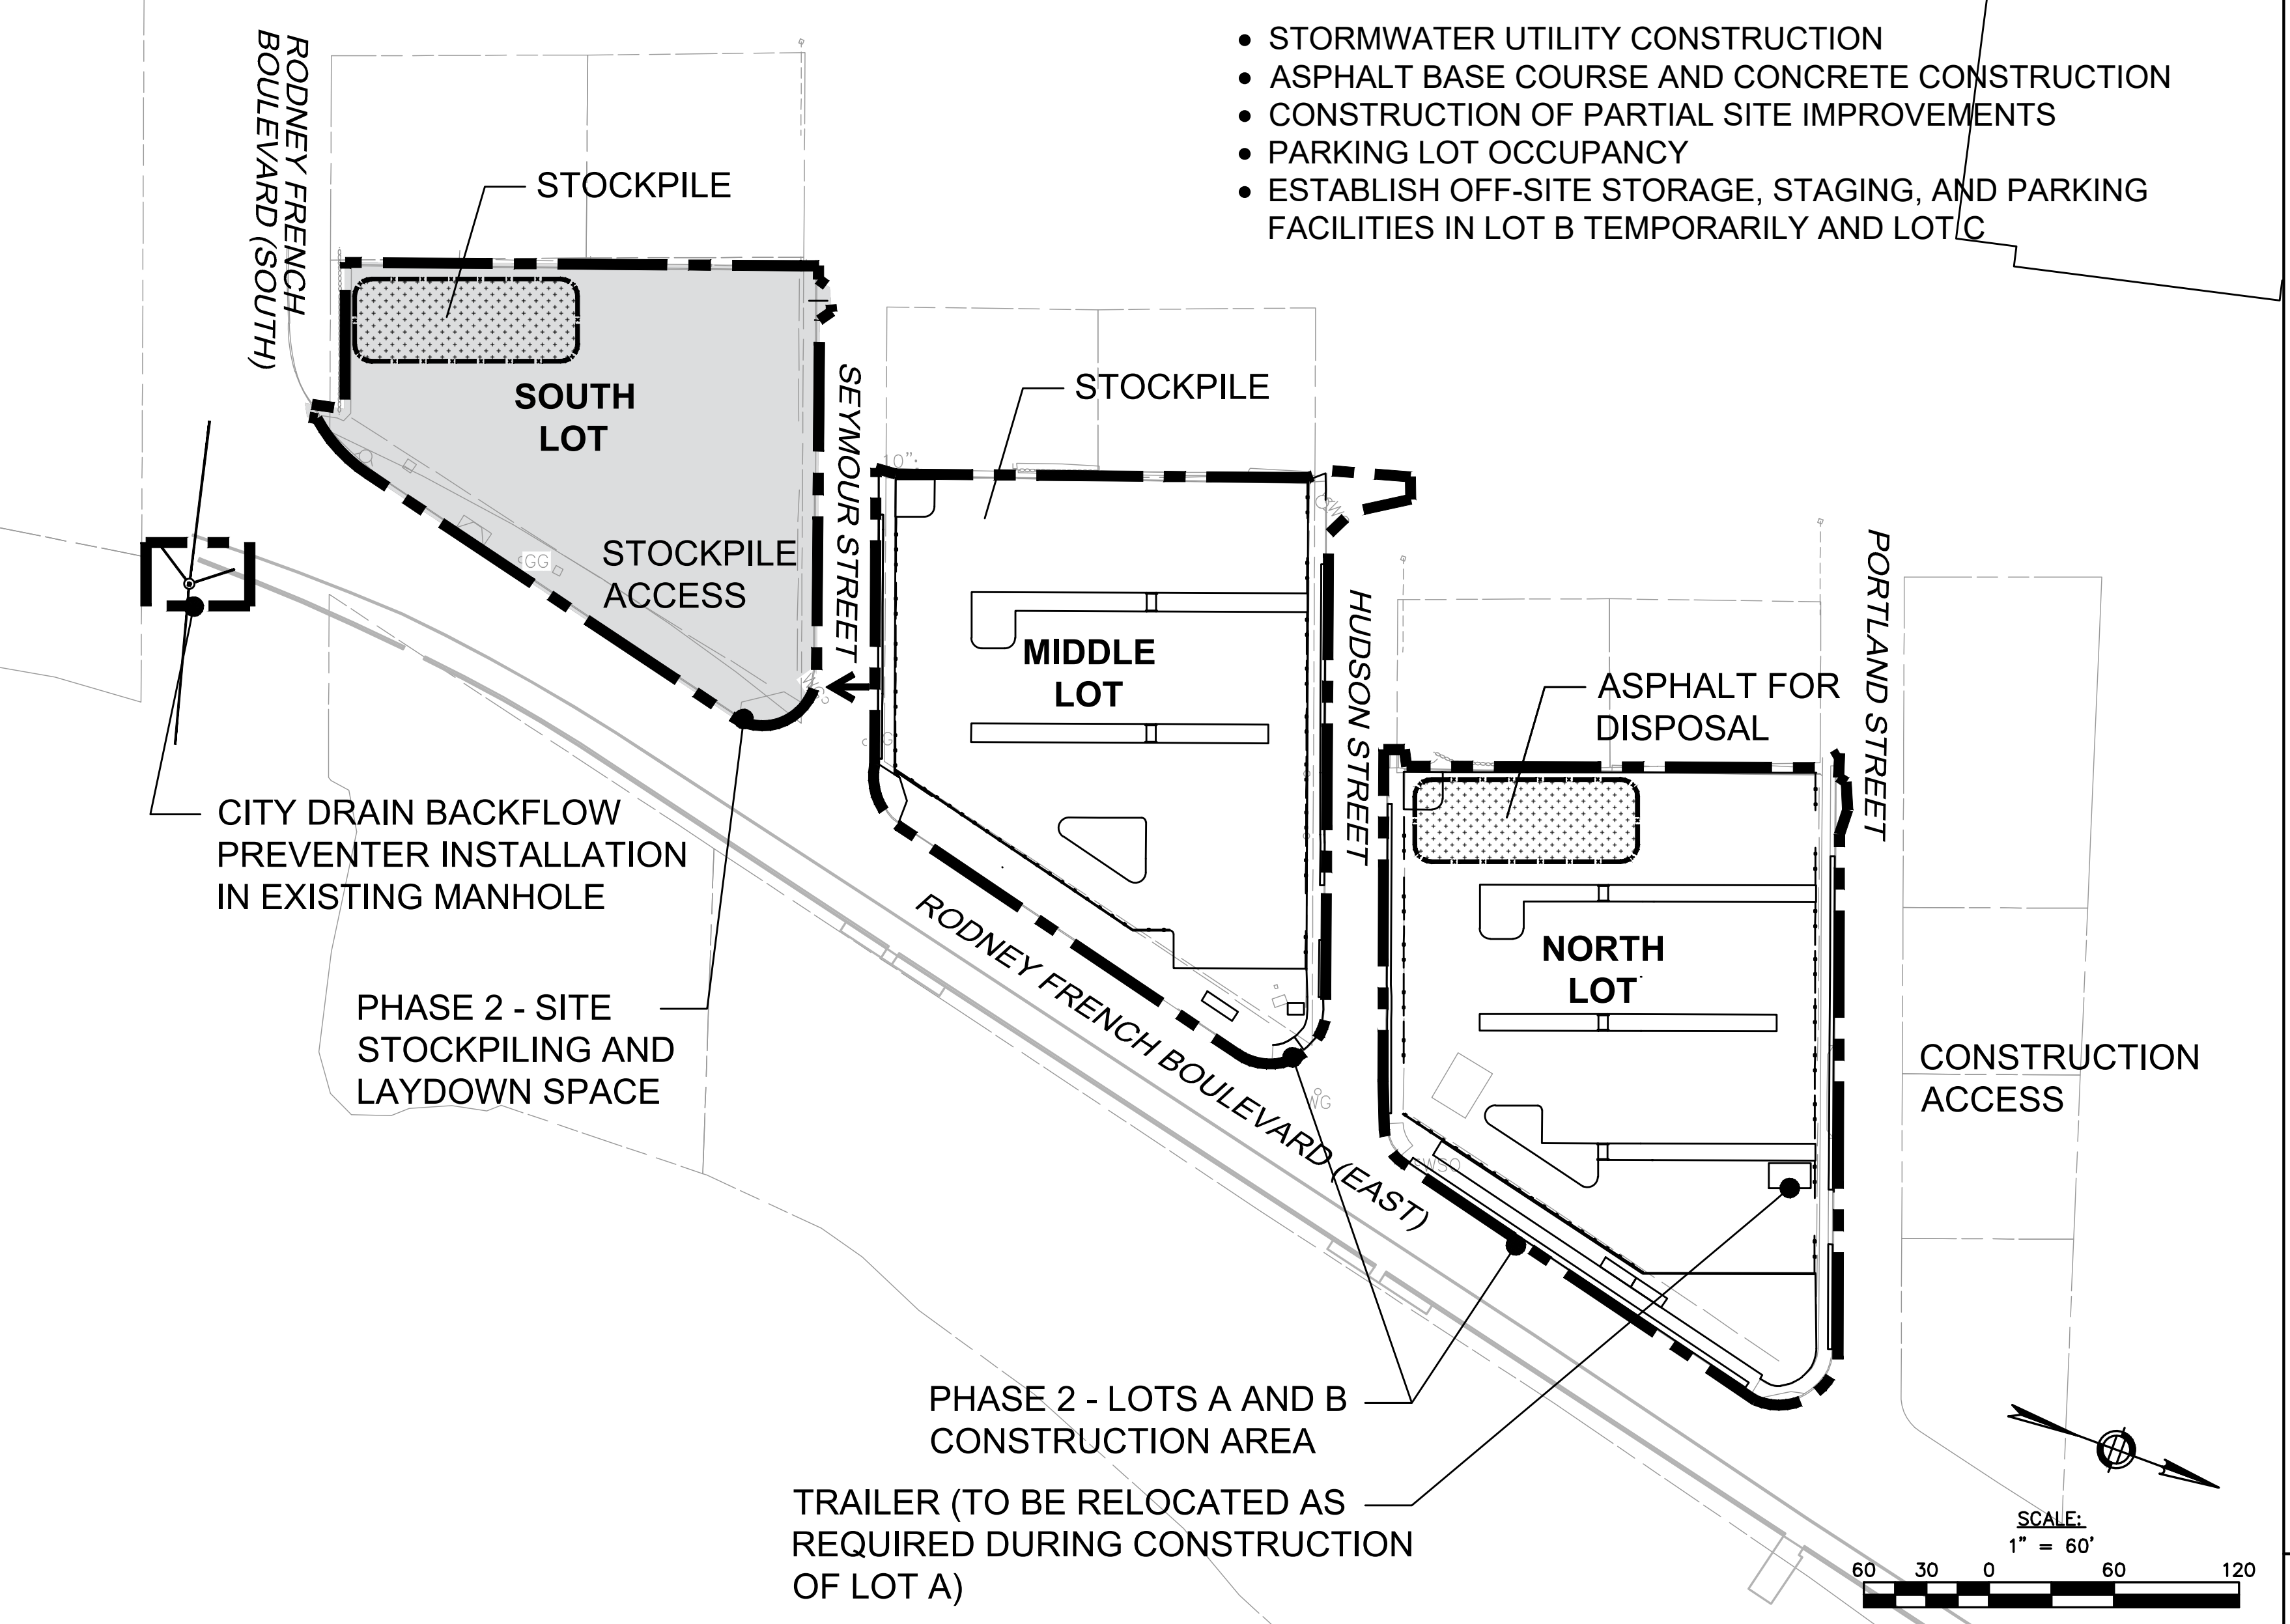 • STORMWATER UTILITY CONSTRUCTION
• ASPHALT BASE COURSE AND CONCRETE CONSTRUCTION
• CONSTRUCTION OF PARTIAL SITE IMPROVEMENTS
• PARKING LOT OCCUPANCY
• ESTABLISH OFF-SITE STORAGE, STAGING, AND PARKING
FACILITIES IN LOT B TEMPORARILY AND LOT C
RODNEY FRENCH
BOULEVARD (SOUTH)
STOCKPILE
SOUTH
LOT
STOCKPILE
ACCESS
SEYMOUR STREET
STOCKPILE
10"
MIDDLE
LOT
HUDSON STREET
ASPHALT FOR
DISPOSAL
PORTLAND STREET
NORTH
LOT
CONSTRUCTION
ACCESS
CITY DRAIN BACKFLOW
PREVENTER INSTALLATION
IN EXISTING MANHOLE
PHASE 2 - SITE
STOCKPILING AND
LAYDOWN SPACE
RODNEY FRENCH BOULEVARD (EAST)
PHASE 2 - LOTS A AND B
CONSTRUCTION AREA
TRAILER (TO BE RELOCATED AS
REQUIRED DURING CONSTRUCTION
OF LOT A)
SCALE:
1" = 60'
60 30 0 60 120